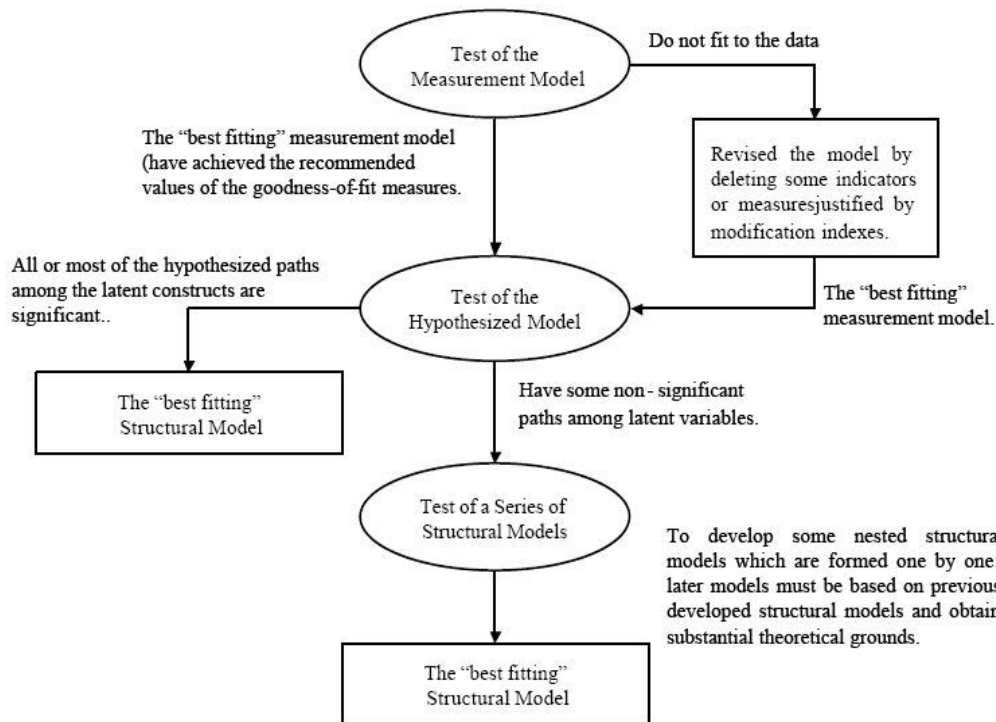 Test of the
Measurement Model
Do not fit to the data
The “best fitting” measurement model
(have achieved the recommended
values of the goodness-of-fit measures.
Revised the model by
deleting some indicators
or measuresjustified by
modification indexes.
All or most of the hypothesized paths
among the latent constructs are
significant..
Test of the
Hypothesized Model
The “best fitting”
measurement model.
The “best fitting”
Structural Model
Have some non- significant
paths among latent variables.
Test of a Series of
Structural Models
To develop some nested structura
models which are formed one by one
later models must be based on previous
developed structural models and obtain
substantial theoretical grounds.
The “best fitting”
Structural Model